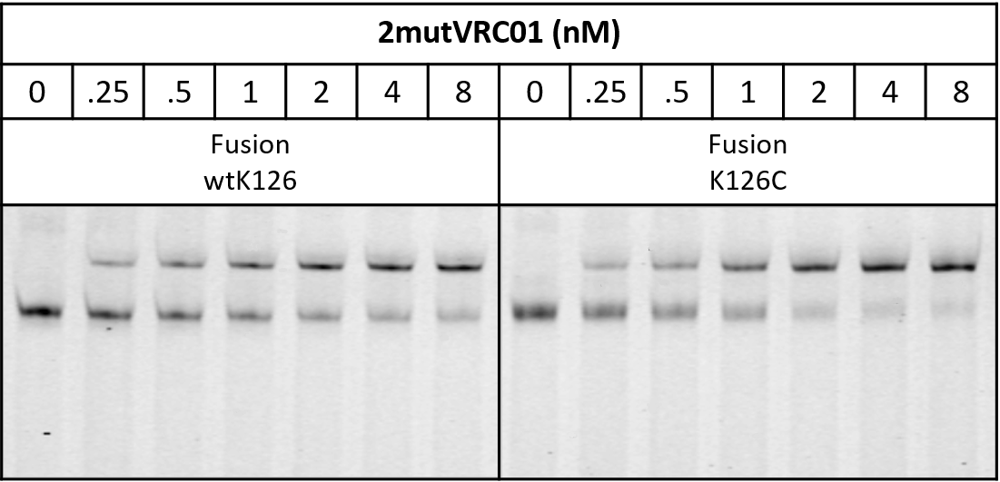 2mutVRC01 (nM)
0 .25 .5 1 2 4 8 0 .25 .5 1 2 4 8
Fusion
wtK126
Fusion
K126C